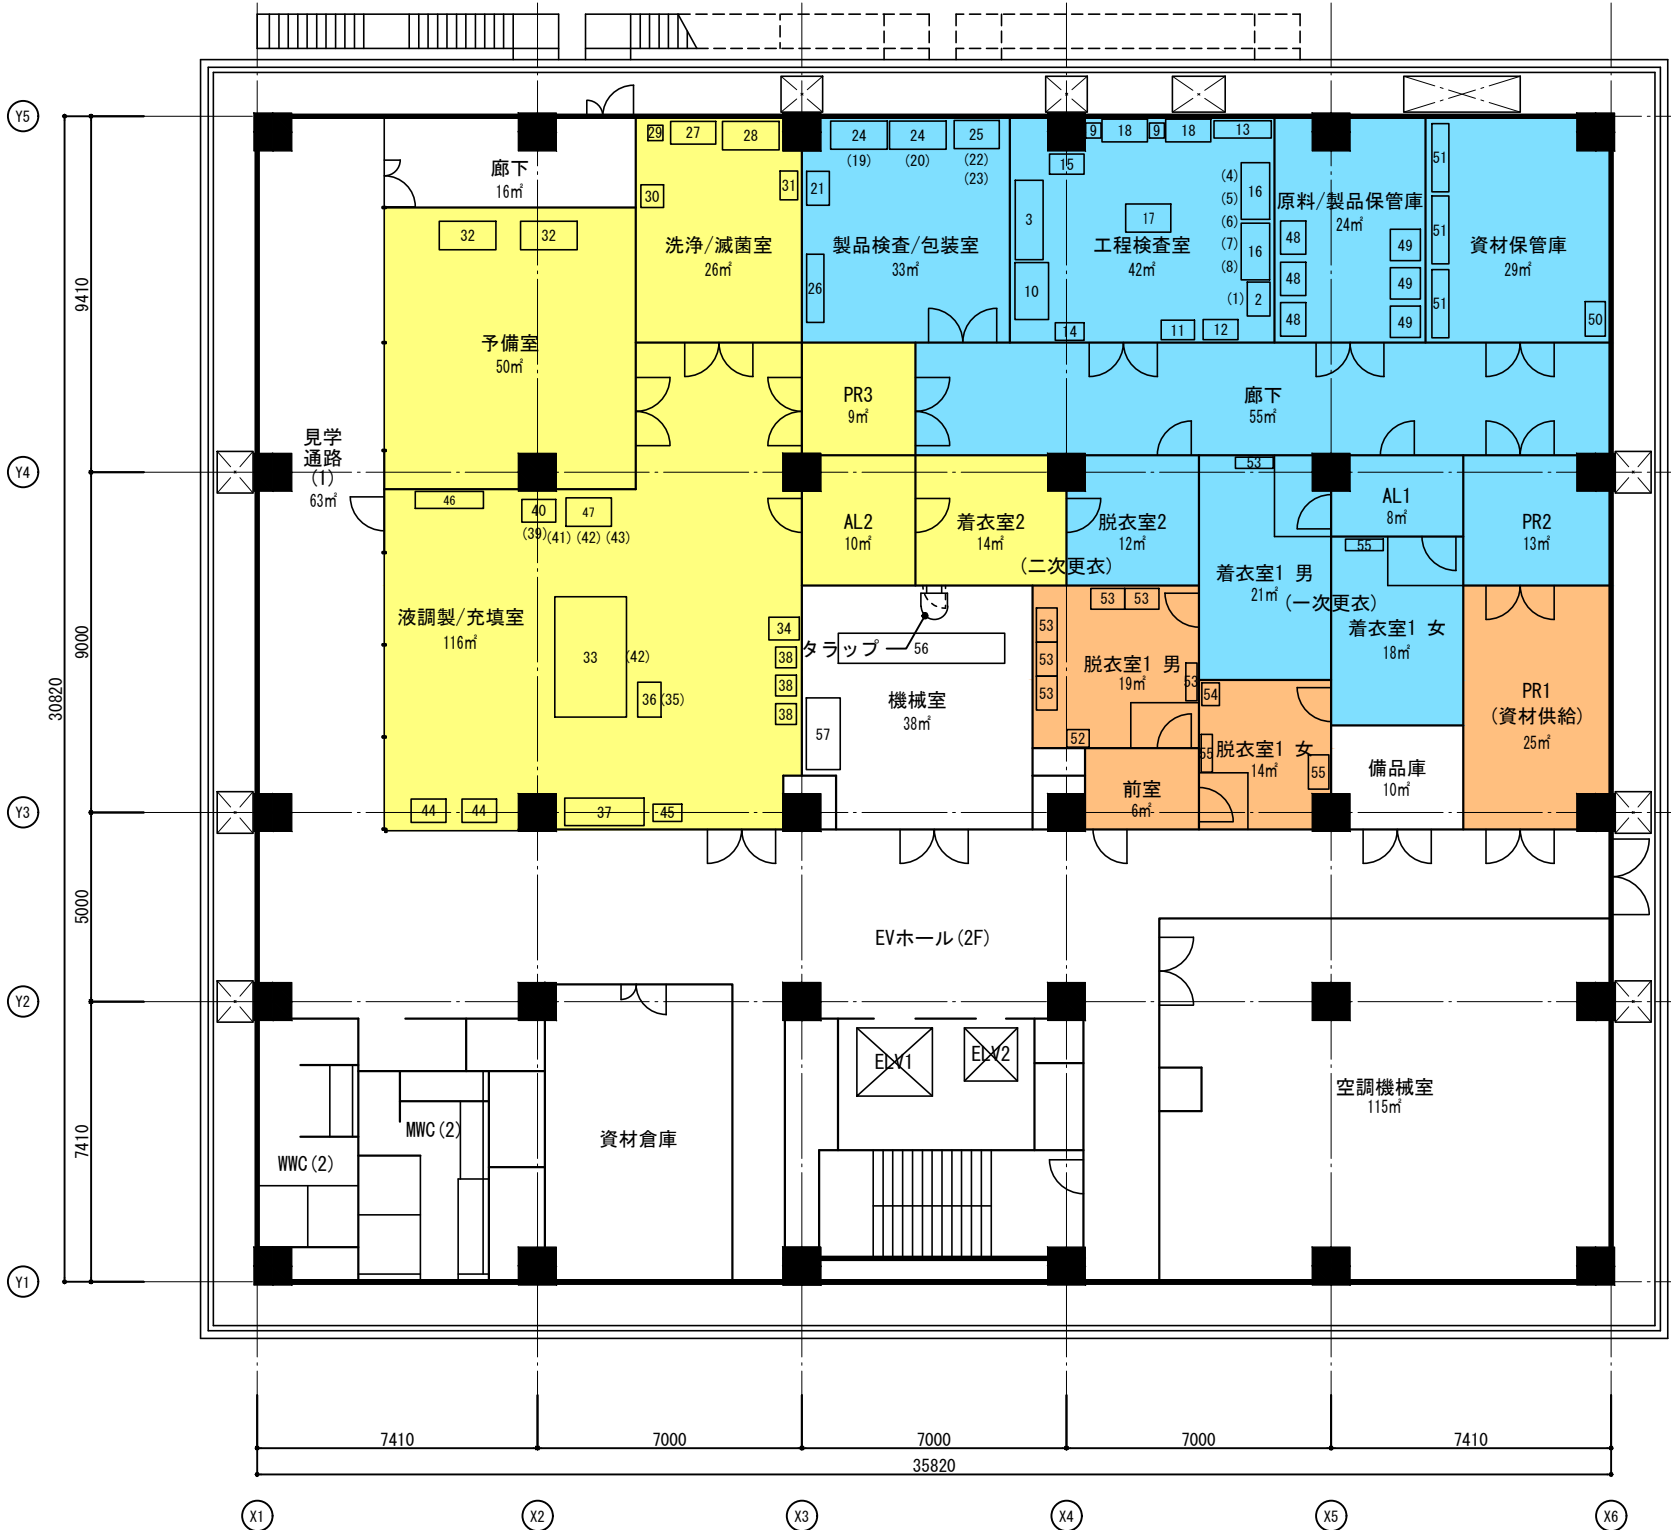 Y5
29
27
28
24
24
25
9
18
9
18
13
(19)
(20)
(22)
(23)
15
51
廊下
16㎡
30
31
21
3
17
(4)
(5)
(6)
(7)
(8)
16
16
原料/製品保管庫
24㎡
32
32
洗浄/滅菌室
26㎡
製品検査/包装室
33㎡
工程検査室
42㎡
48
49
51
資材保管庫
29㎡
9410
26
10
(1)
2
48
49
51
14
11
12
48
49
50
予備室
50㎡
PR3
9㎡
廊下
55㎡
見学
通路
(1)
63㎡
Y4
53
46
40
47
(39)
(41)
(42)
(43)
AL2
10㎡
着衣室2
14㎡
(二次更衣)
脱衣室2
12㎡
AL1
8㎡
PR2
13㎡
55
着衣室1 男
21㎡
(一次更衣)
着衣室1 女
18㎡
液調製/充填室
116㎡
33
(42)
34
38
38
38
36
(35)
タラップ
56
53
53
53
53
53
脱衣室1 男
19㎡
53
54
9000
30820
57
機械室
38㎡
52
PR1
(資材供給)
25㎡
脱衣室1 女
14㎡
55
55
備品庫
10㎡
前室
6㎡
Y3
44
44
37
45
5000
EVホール(2F)
Y2
ELV1
ELV2
空調機械室
115㎡
7410
MWC(2)
WWC(2)
資材倉庫
Y1
7410
7000
7000
7000
7410
35820
X1
X2
X3
X4
X5
X6